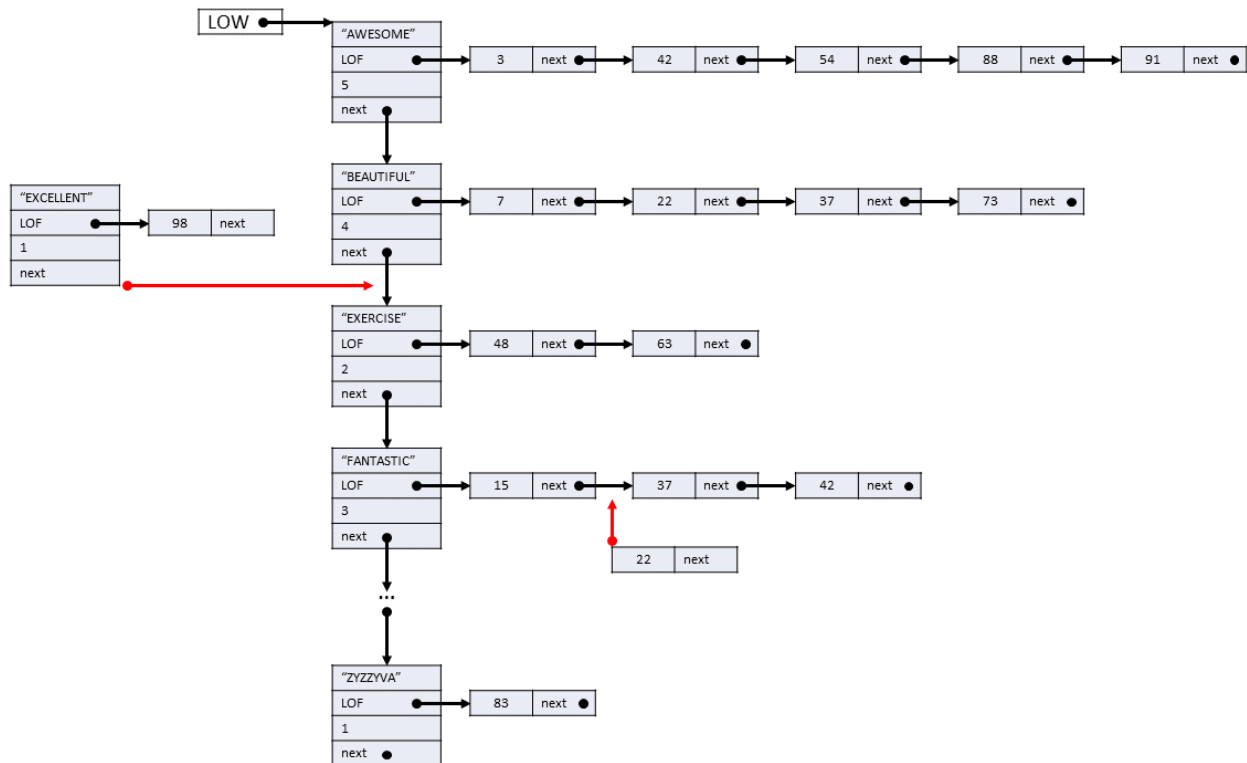 LOW
“AWESOME”
LOF
3 next 42 next 54 next 88 next 91 next
5
next
“BEAUTIFUL”
LOF
7 next 22 next 37 next 73 next
4
next
“EXCELLENT”
LOF
98 next
1
next
“EXERCISE”
LOF
48 next 63 next
2
next
“FANTASTIC”
LOF
15 next 37 next 42 next
3
next
22 next
...
“ZYZZYVA”
LOF
83 next
1
next